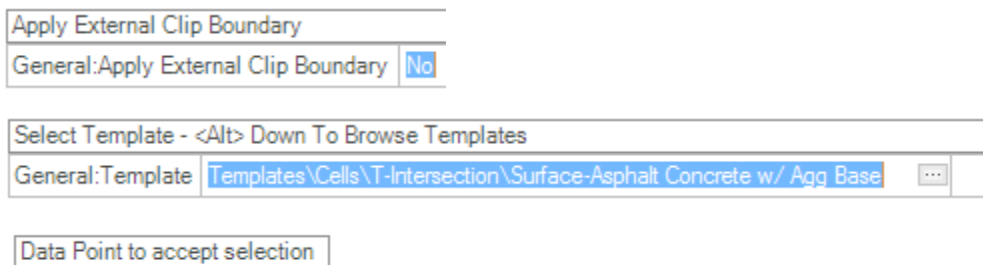 Apply External Clip Boundary
General:Apply External Clip Boundary No
Select Template - <Alt> Down To Browse Templates
General:Template Templates\Cells\T-Intersection\Surface-Asphalt Concrete w/ Agg Base ...
Data Point to accept selection